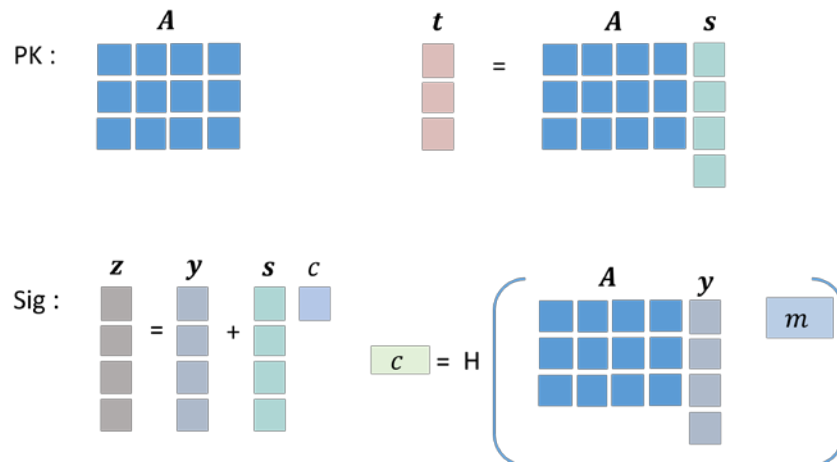 A t A s
PK : =
z y s c A y
Sig : = + c = H ( m )